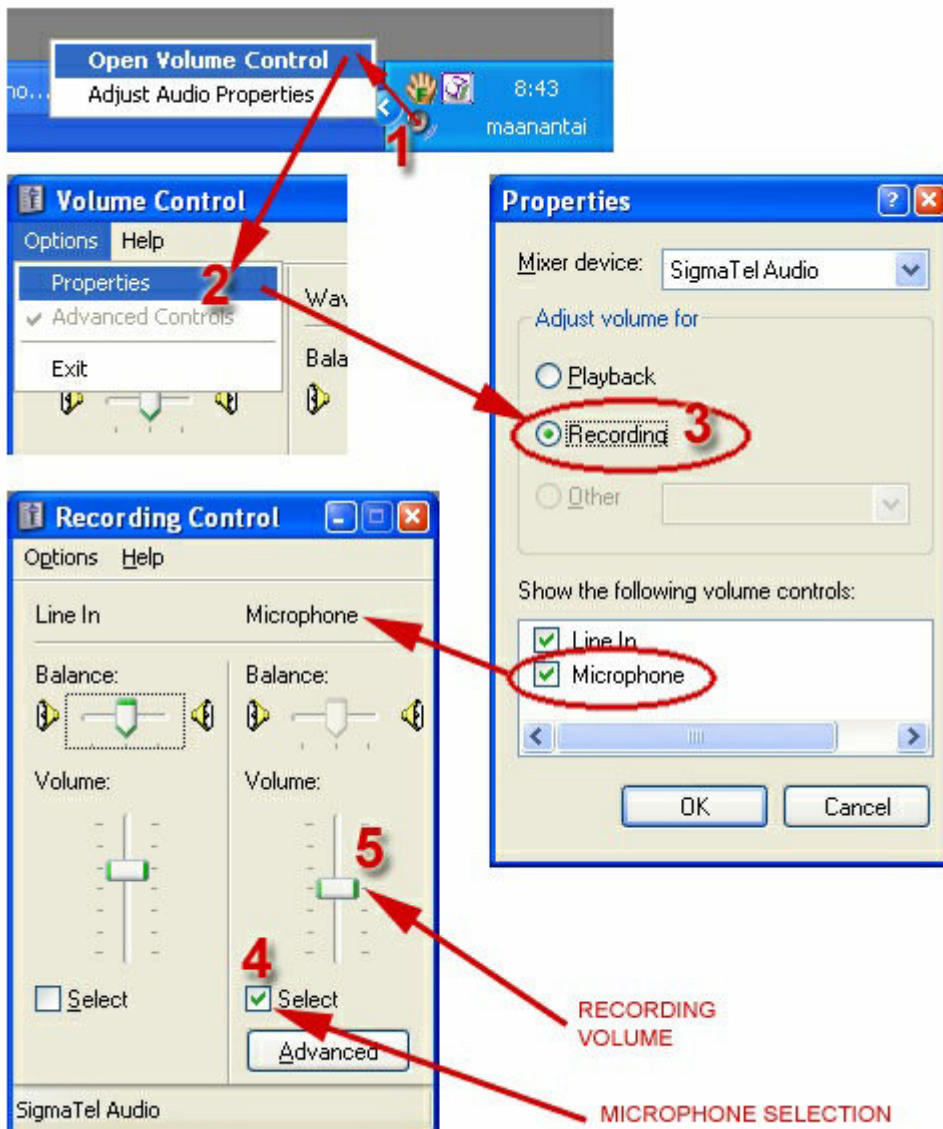 Open Volume Control
Adjust Audio Properties
no...
F
8:43
maanantai
1
Volume Control
Options Help
Properties
2
Advanced Controls
Exit
Wav
Bala
Properties
Mixer device: SigmaTel Audio
Adjust volume for
Playback
Recording 3
Other
Show the following volume controls:
Line In
Microphone
OK Cancel
Recording Control
Options Help
Line In Microphone
Balance: Balance:
Volume: Volume:
5
4
Select Select
Advanced
SigmaTel Audio
RECORDING
VOLUME
MICROPHONE SELECTION